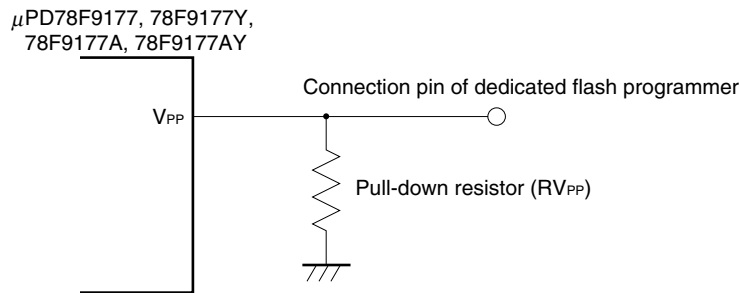 μPD78F9177, 78F9177Y,
78F9177A, 78F9177AY
Connection pin of dedicated flash programmer
VPP
Pull-down resistor (RVPP)